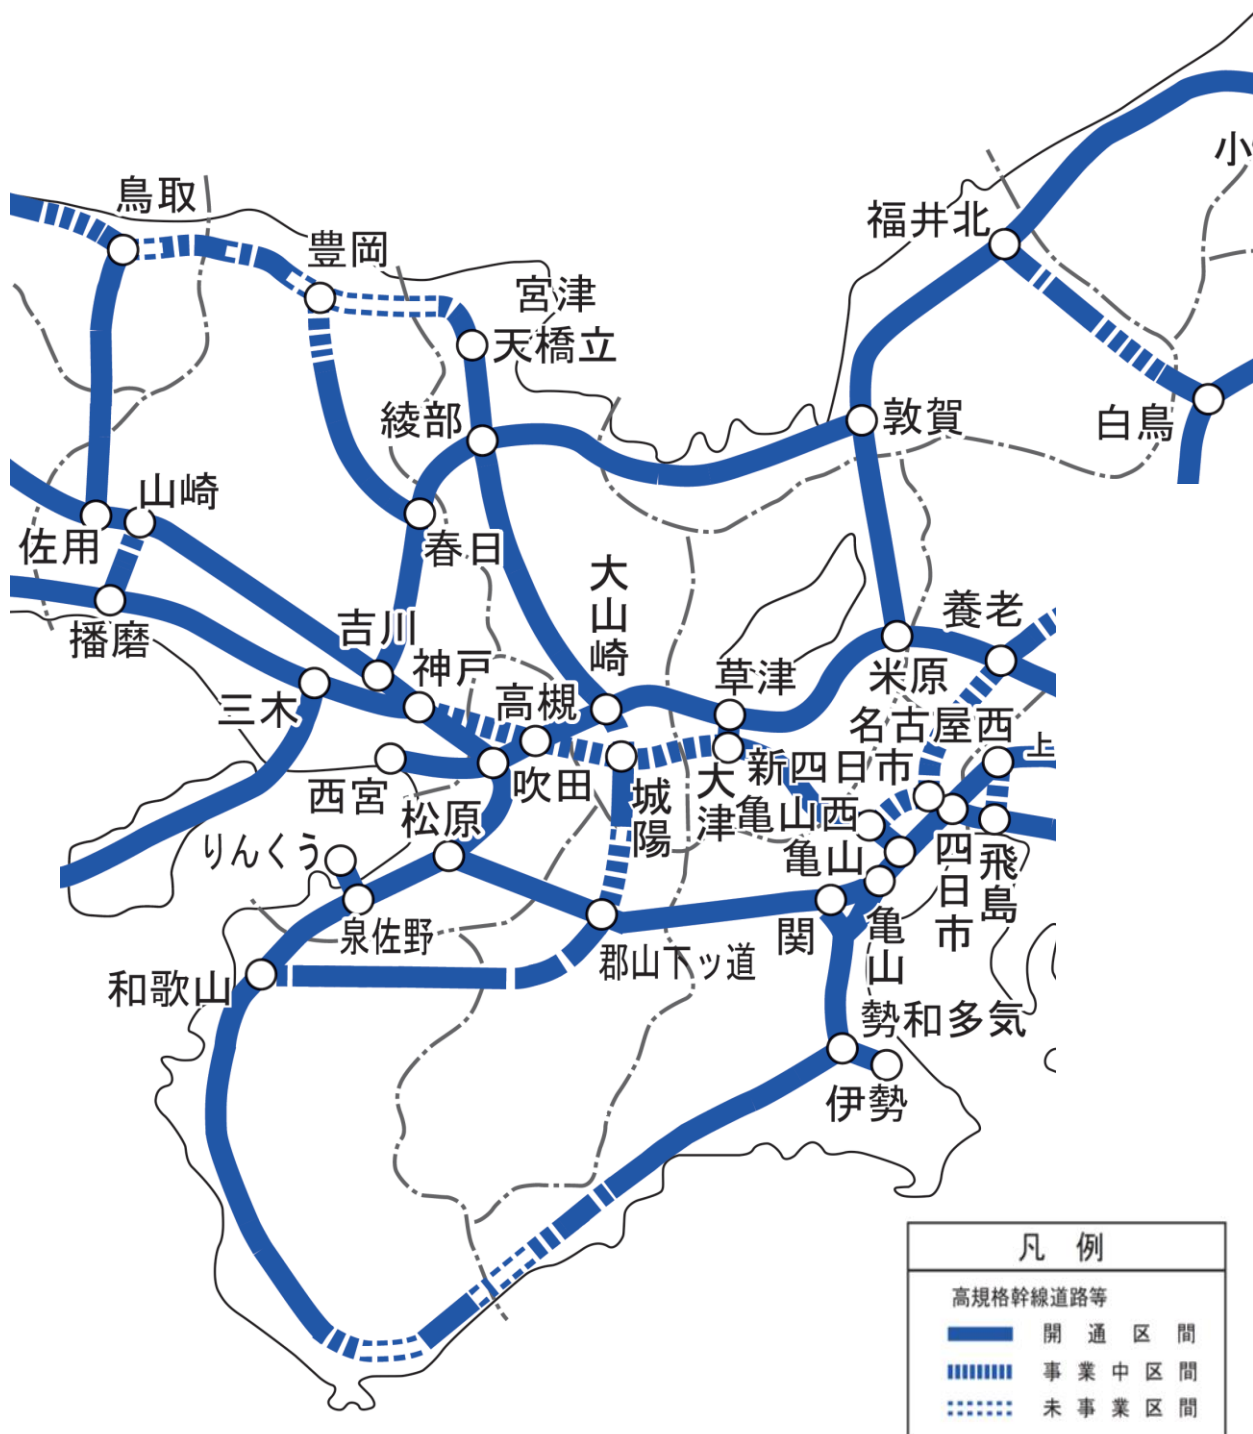 小
鳥取
福井北
豊岡
宮津
天橋立
綾部
敦賀
白鳥
山崎
佐用
春日
大山崎
養老
播磨
吉川
神戸
高槻
草津
米原
三木
名古屋西
上
西宮
吹田
城陽
大津
新四日市
亀山西
松原
りんくう
亀山
四日市
飛島
泉佐野
郡山下ッ道
関
亀山
和歌山
勢和多気
伊勢
凡 例
高規格幹線道路等
開通区間
事業中区間
未事業区間